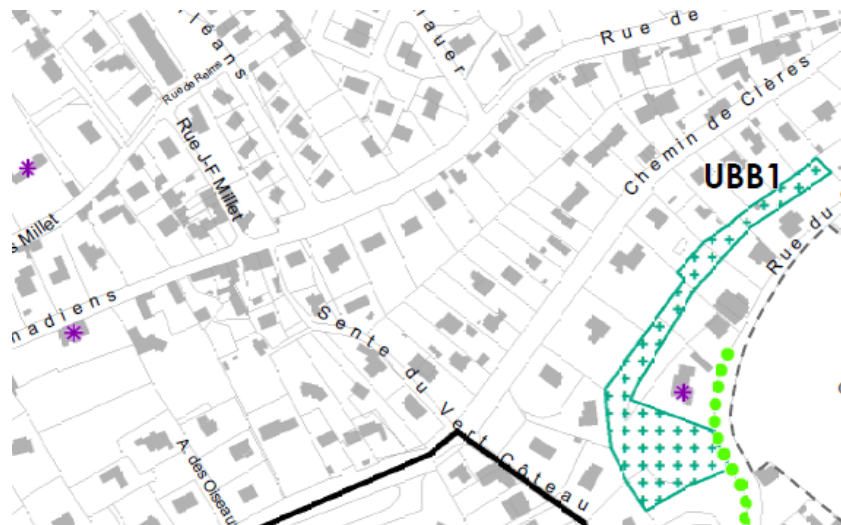 Rue de
léans
auer
Rue de Reims
Chemin de Clères
Rue J-F Millet
UBB1
s Millet
Rue du
nadiens
Sente du Vert Côteau
A. des Oiseau